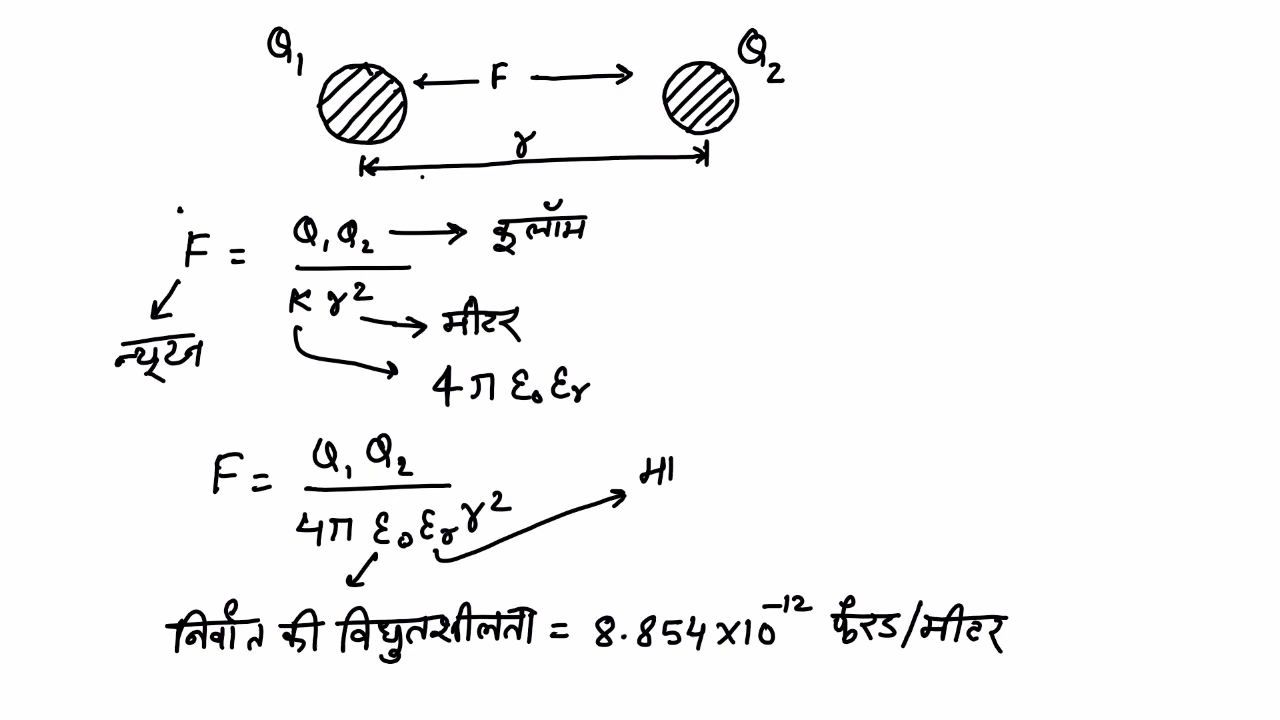 Q₁ Q₂
F
r
F = Q₁Q₂ / K r² → कूलॉम
न्यूटन
मीटर
4π ε₀ εr
F = Q₁ Q₂ / 4π ε₀ εr r²
मा
निर्वात की विधुतशीलता = 8.854 x 10⁻¹² फैरड/मीटर